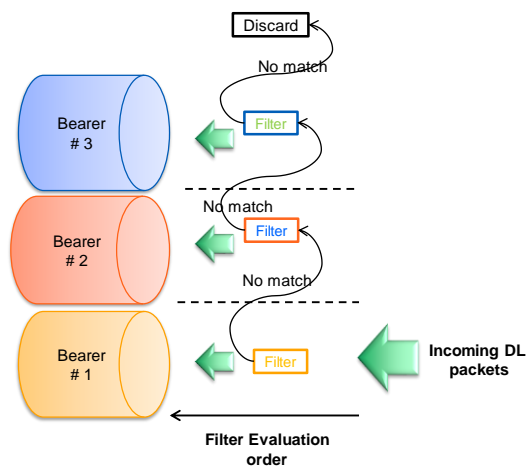 Discard
No match
Bearer
# 3
Filter
No match
Bearer
# 2
Filter
No match
Bearer
# 1
Filter
Incoming DL
packets
Filter Evaluation
order